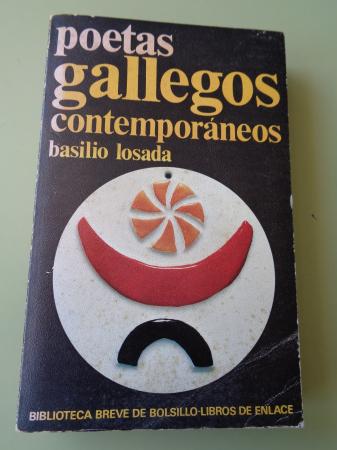 poetas
gallegos
contemporáneos
basilio losada
BIBLIOTECA BREVE DE BOLSILLO-LIBROS DE ENLACE